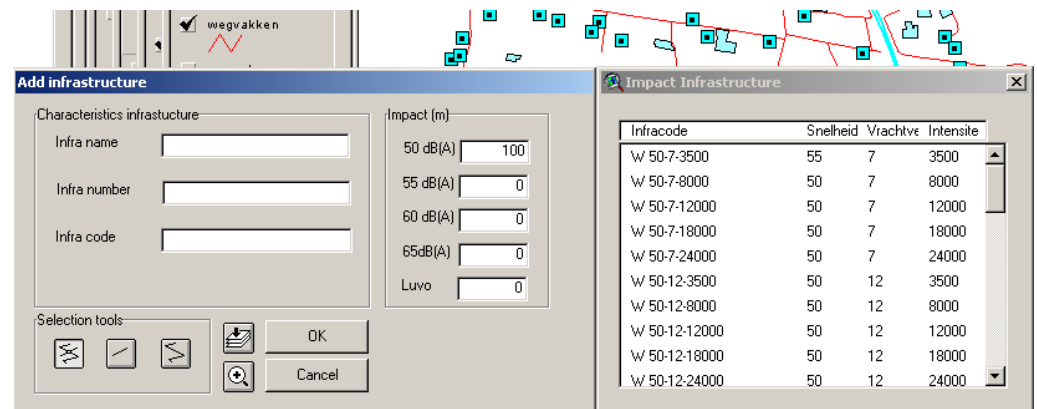 wegvakken
Add infrastructure
Characteristics infrastucture
Infra name
Infra number
Infra code
Impact (m)
50 dB(A) 100
55 dB(A) 0
60 dB(A) 0
65dB(A) 0
Luvo 0
Selection tools
OK
Cancel
Impact Infrastructure
Infracode Snelheid Vrachtve Intensite
W 50-7-3500 55 7 3500
W 50-7-8000 50 7 8000
W 50-7-12000 50 7 12000
W 50-7-18000 50 7 18000
W 50-7-24000 50 7 24000
W 50-12-3500 50 12 3500
W 50-12-8000 50 12 8000
W 50-12-12000 50 12 12000
W 50-12-18000 50 12 18000
W 50-12-24000 50 12 24000